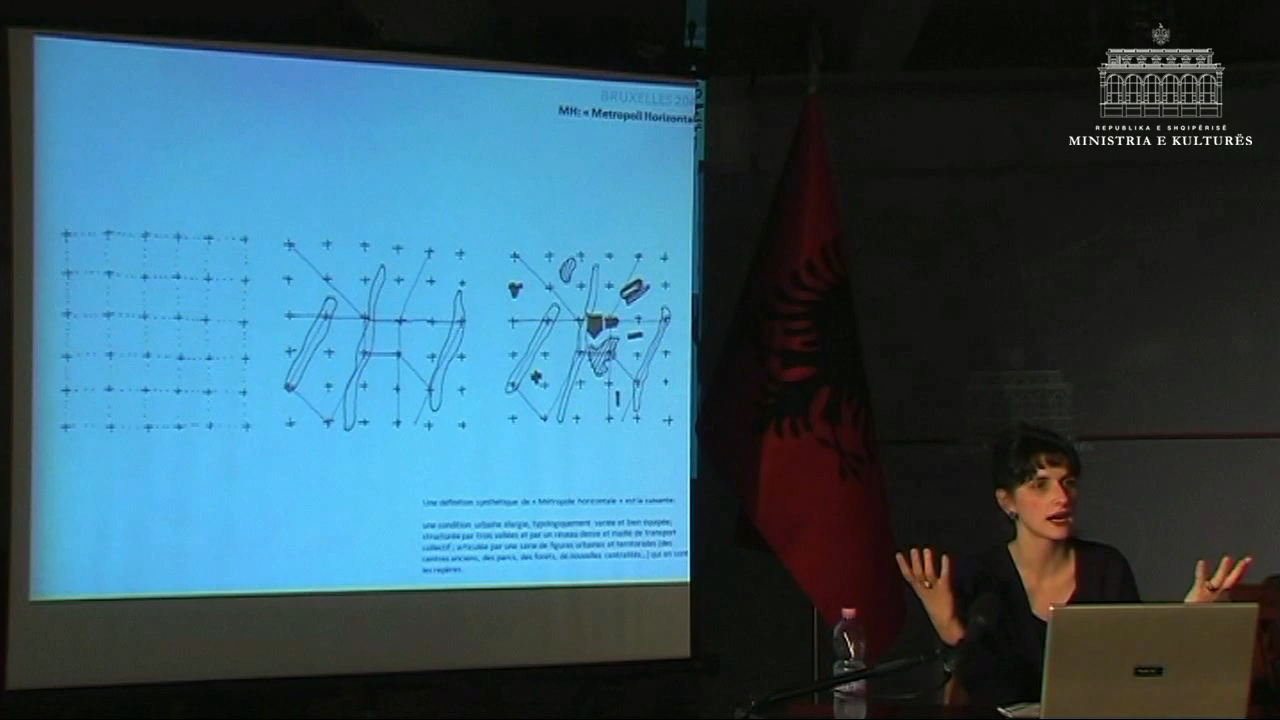 BRUXELLES 20
MH: « Metropoli Horizonta
REPUBLIKA E SHQIPËRISË
MINISTRIA E KULTURËS
Une définition synthétique de « Métropole horizontale » est la suivante:
une condition urbaine élargie, typologiquement variée et bien équipée;
structurée par trois vallées et par un réseau dense et maillé de transport
collectif ; articulée par une série de figures urbaines et territoriales (des
centres anciens, des parcs, des forêts, de nouvelles centralités...) qui en sont
les repères.